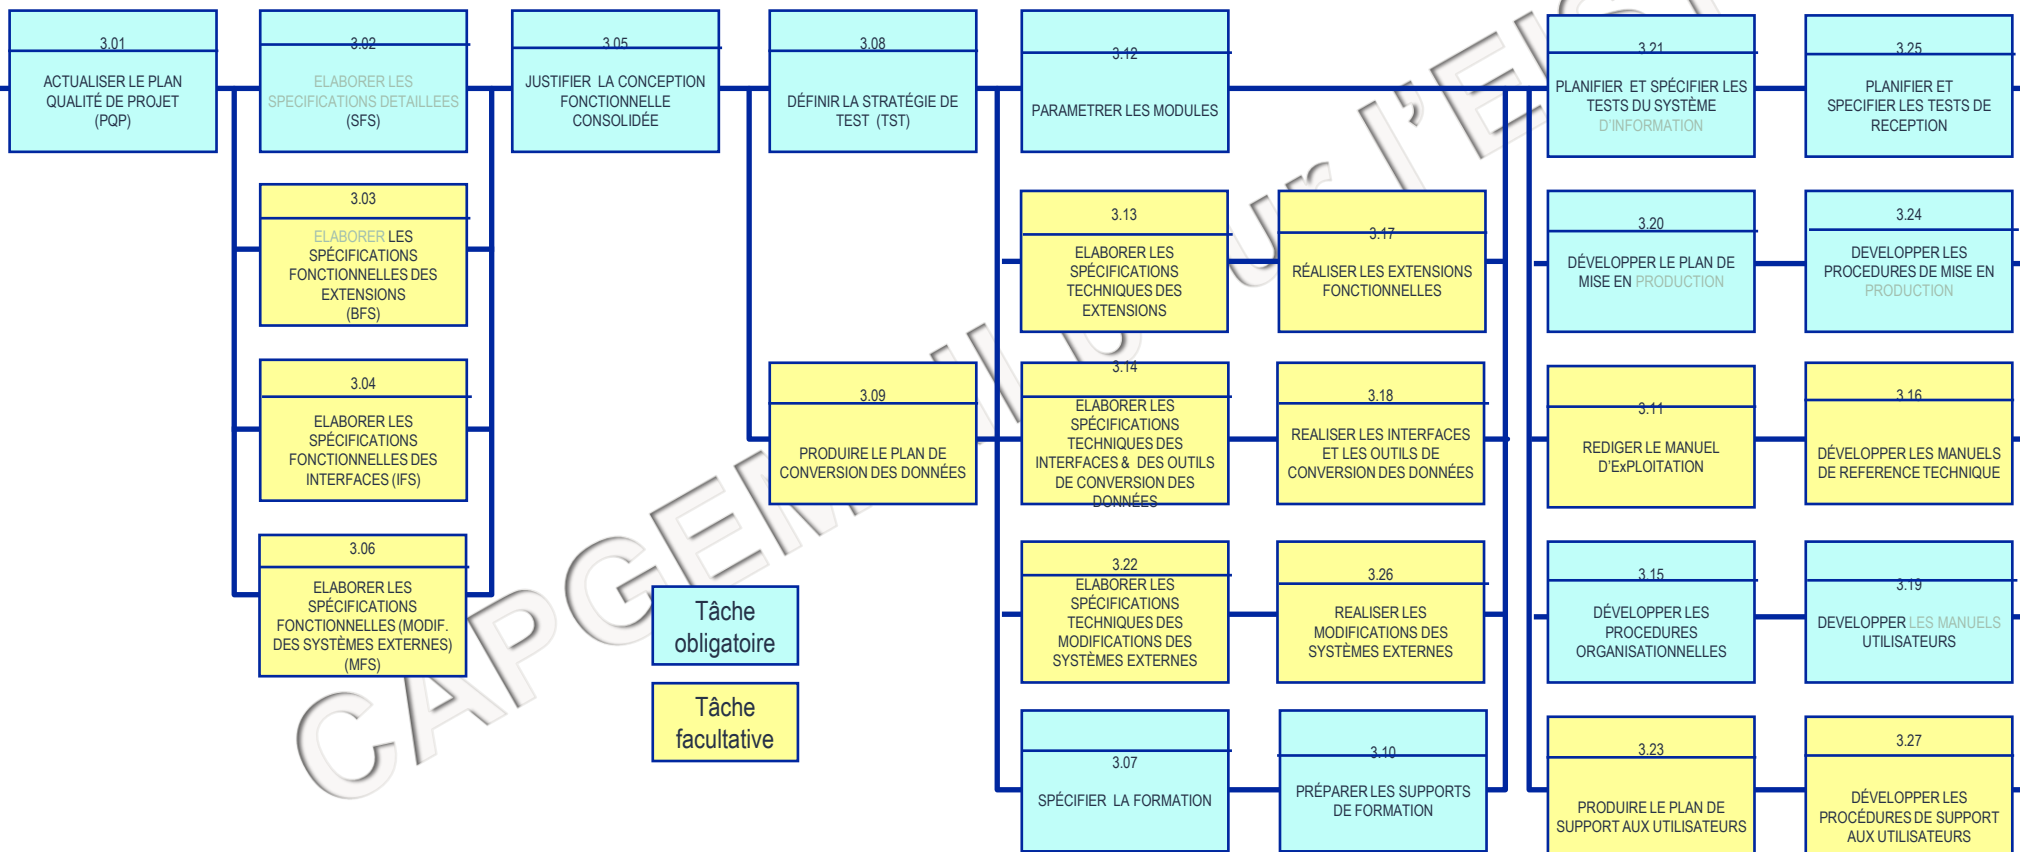 3.01
ACTUALISER LE PLAN
QUALITÉ DE PROJET
(PQP)
3.02
ELABORER LES
SPECIFICATIONS DETAILLEES
(SFS)
3.03
ELABORER LES
SPÉCIFICATIONS
FONCTIONNELLES DES
EXTENSIONS
(BFS)
3.04
ELABORER LES
SPÉCIFICATIONS
FONCTIONNELLES DES
INTERFACES (IFS)
3.06
ELABORER LES
SPÉCIFICATIONS
FONCTIONNELLES (MODIF.
DES SYSTÈMES EXTERNES)
(MFS)
3.05
JUSTIFIER LA CONCEPTION
FONCTIONNELLE
CONSOLIDÉE
3.08
DÉFINIR LA STRATÉGIE DE
TEST (TST)
3.09
PRODUIRE LE PLAN DE
CONVERSION DES DONNÉES
Tâche
obligatoire
Tâche
facultative
3.12
PARAMETRER LES MODULES
3.13
ELABORER LES
SPÉCIFICATIONS
TECHNIQUES DES
EXTENSIONS
3.17
RÉALISER LES EXTENSIONS
FONCTIONNELLES
3.14
ELABORER LES
SPÉCIFICATIONS
TECHNIQUES DES
INTERFACES & DES OUTILS
DE CONVERSION DES
DONNÉES
3.18
REALISER LES INTERFACES
ET LES OUTILS DE
CONVERSION DES DONNÉES
3.22
ELABORER LES
SPÉCIFICATIONS
TECHNIQUES DES
MODIFICATIONS DES
SYSTÈMES EXTERNES
3.26
REALISER LES
MODIFICATIONS DES
SYSTÈMES EXTERNES
3.07
SPÉCIFIER LA FORMATION
3.10
PRÉPARER LES SUPPORTS
DE FORMATION
3.21
PLANIFIER ET SPÉCIFIER LES
TESTS DU SYSTÈME
D'INFORMATION
3.25
PLANIFIER ET
SPECIFIER LES TESTS DE
RECEPTION
3.20
DÉVELOPPER LE PLAN DE
MISE EN PRODUCTION
3.24
DEVELOPPER LES
PROCEDURES DE MISE EN
PRODUCTION
3.11
REDIGER LE MANUEL
D'ExPLOITATION
3.16
DÉVELOPPER LES MANUELS
DE REFERENCE TECHNIQUE
3.15
DÉVELOPPER LES
PROCEDURES
ORGANISATIONNELLES
3.19
DEVELOPPER LES MANUELS
UTILISATEURS
3.23
PRODUIRE LE PLAN DE
SUPPORT AUX UTILISATEURS
3.27
DÉVELOPPER LES
PROCÉDURES DE SUPPORT
AUX UTILISATEURS